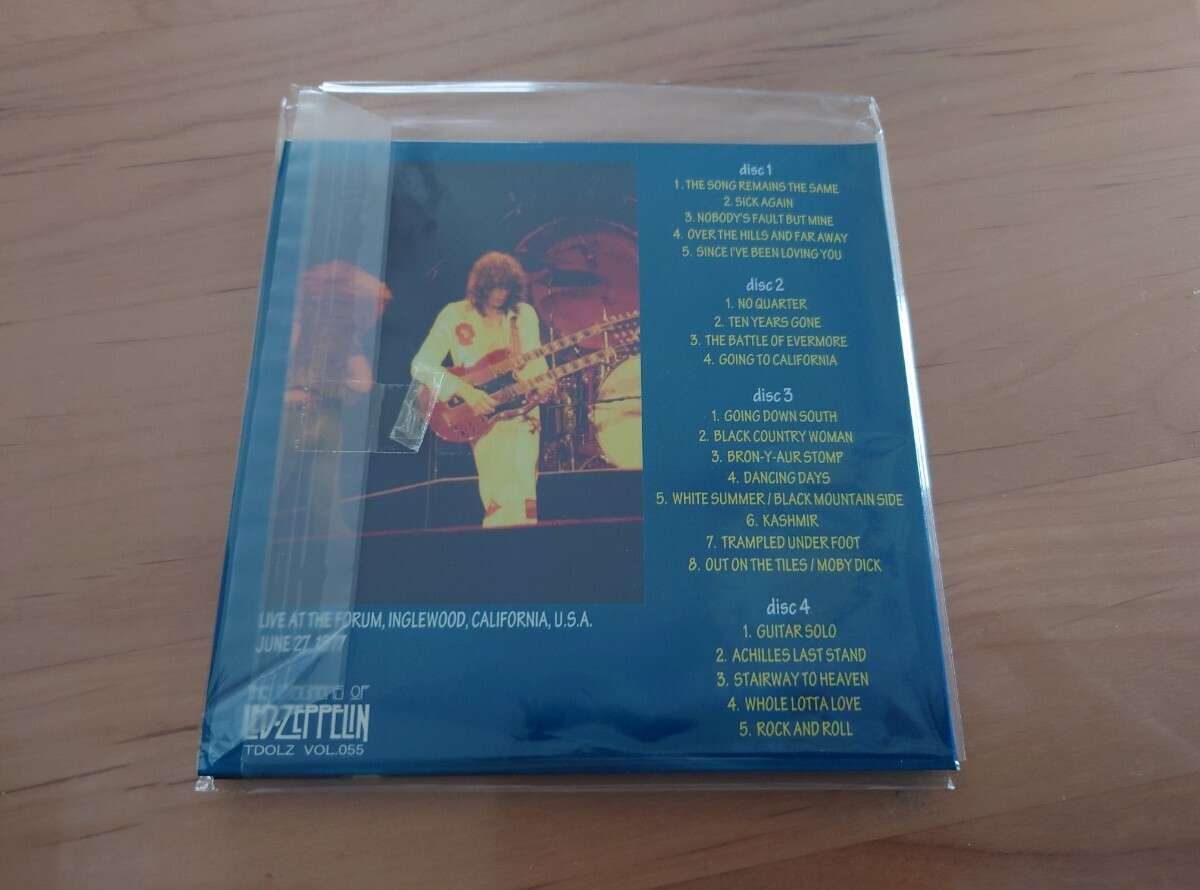 disc 1
1. THE SONG REMAINS THE SAME
2. SICK AGAIN
3. NOBODY'S FAULT BUT MINE
4. OVER THE HILLS AND FAR AWAY
5. SINCE I'VE BEEN LOVING YOU
disc 2
1. NO QUARTER
2. TEN YEARS GONE
3. THE BATTLE OF EVERMORE
4. GOING TO CALIFORNIA
disc 3
1. GOING DOWN SOUTH
2. BLACK COUNTRY WOMAN
3. BRON-Y-AUR STOMP
4. DANCING DAYS
5. WHITE SUMMER / BLACK MOUNTAIN SIDE
6. KASHMIR
7. TRAMPLED UNDER FOOT
8. OUT ON THE TILES / MOBY DICK
disc 4
1. GUITAR SOLO
2. ACHILLES LAST STAND
3. STAIRWAY TO HEAVEN
4. WHOLE LOTTA LOVE
5. ROCK AND ROLL
LIVE AT THE FORUM, INGLEWOOD, CALIFORNIA, U.S.A.
JUNE 27, 1977
OF
LED-ZEPPELIN
TDOLZ VOL.055